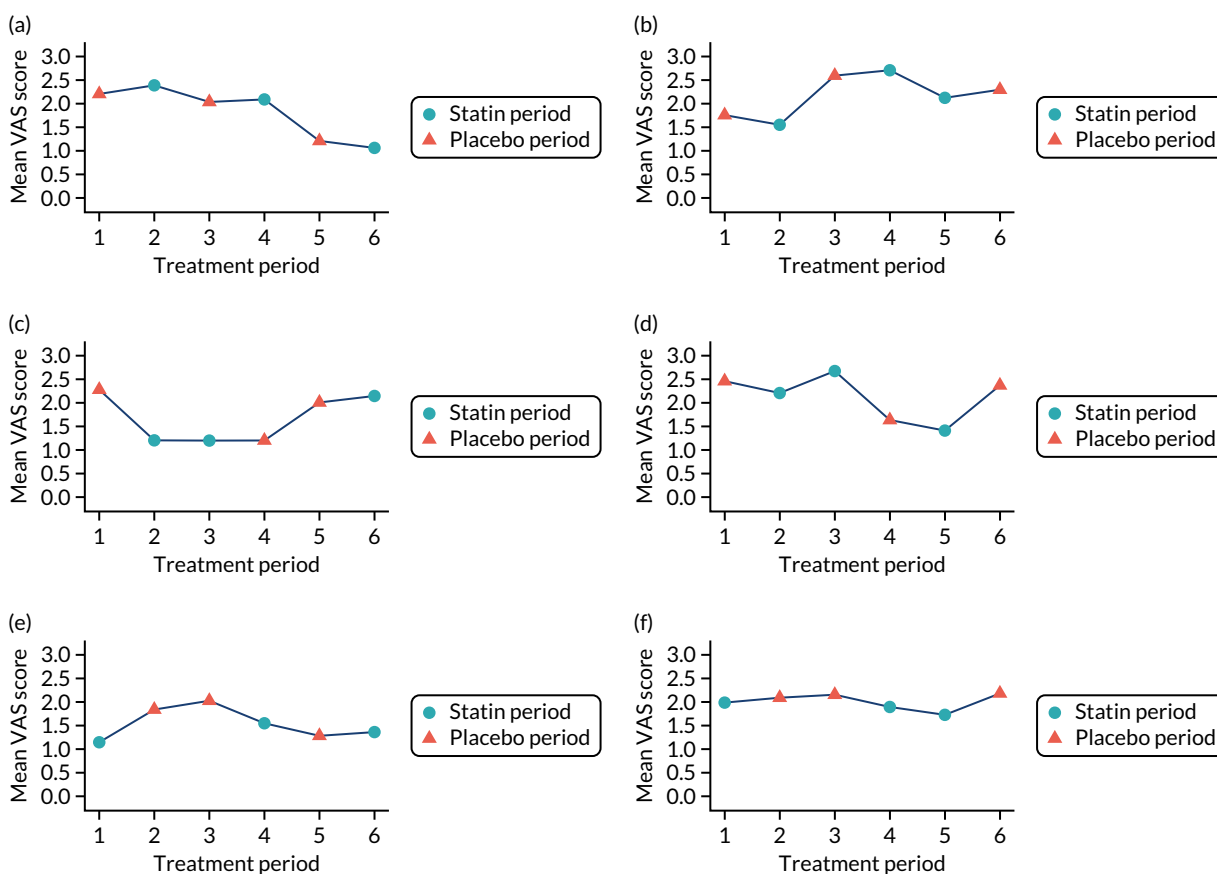 (a)
Mean VAS score
3.0
2.5
2.0
1.5
1.0
0.5
0.0
1 2 3 4 5 6
Treatment period
Statin period
Placebo period
(b)
Mean VAS score
3.0
2.5
2.0
1.5
1.0
0.5
0.0
1 2 3 4 5 6
Treatment period
Statin period
Placebo period
(c)
Mean VAS score
3.0
2.5
2.0
1.5
1.0
0.5
0.0
1 2 3 4 5 6
Treatment period
Statin period
Placebo period
(d)
Mean VAS score
3.0
2.5
2.0
1.5
1.0
0.5
0.0
1 2 3 4 5 6
Treatment period
Statin period
Placebo period
(e)
Mean VAS score
3.0
2.5
2.0
1.5
1.0
0.5
0.0
1 2 3 4 5 6
Treatment period
Statin period
Placebo period
(f)
Mean VAS score
3.0
2.5
2.0
1.5
1.0
0.5
0.0
1 2 3 4 5 6
Treatment period
Statin period
Placebo period